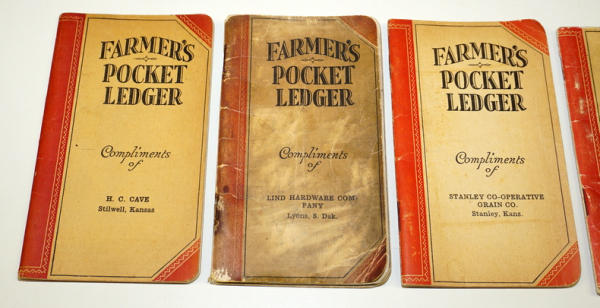 FARMER'S
POCKET
LEDGER
Compliments
of
H. C. CAVE
Stilwell, Kansas
FARMER'S
POCKET
LEDGER
Compliments
of
LIND HARDWARE COM-
PANY
Lyons, S. Dak.
FARMER'S
POCKET
LEDGER
Compliments
of
STANLEY CO-OPERATIVE
GRAIN CO.
Stanley, Kans.